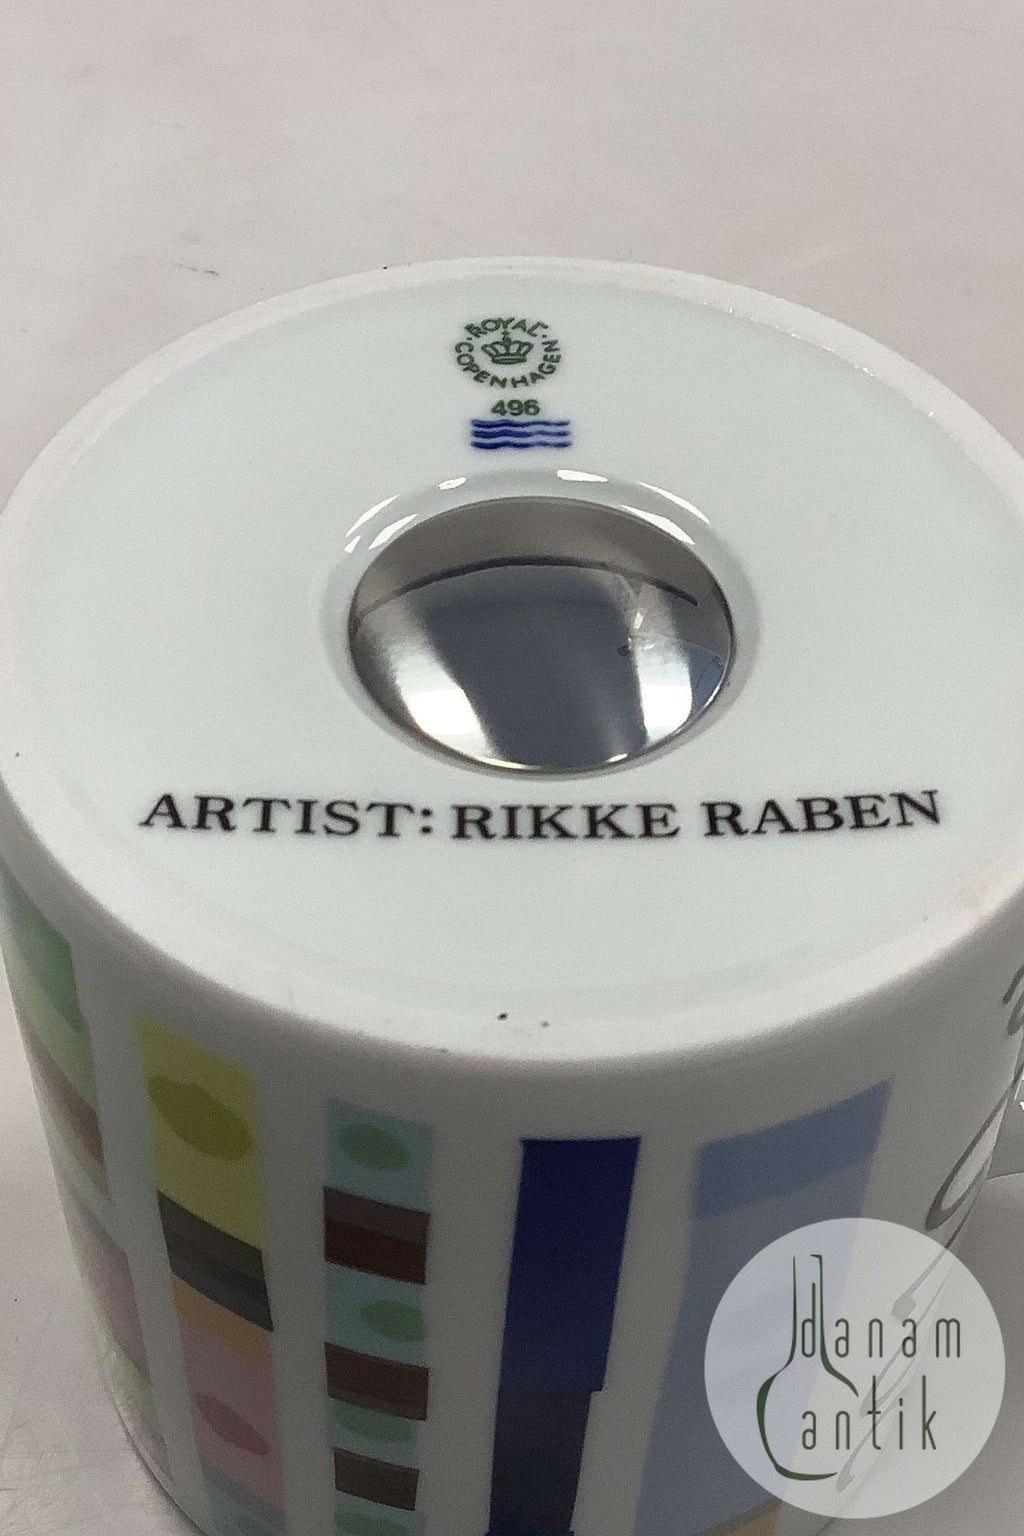 ROYAL
COPENHAGEN
496
ARTIST: RIKKE RABEN
danam
antik